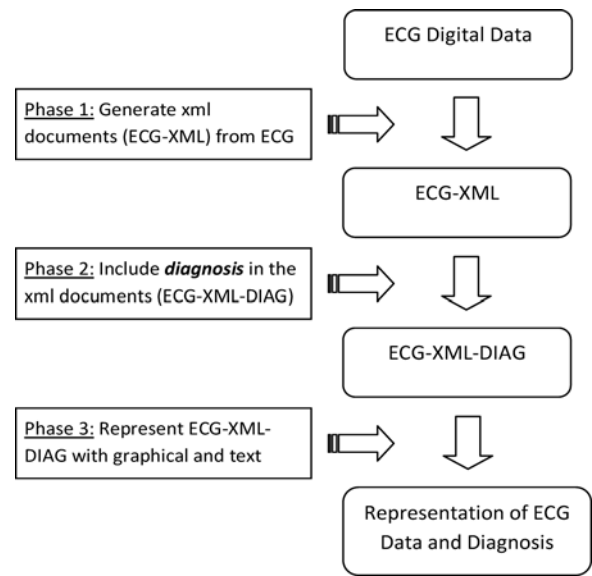 ECG Digital Data
Phase 1: Generate xml
documents (ECG-XML) from ECG
ECG-XML
Phase 2: Include diagnosis in the
xml documents (ECG-XML-DIAG)
ECG-XML-DIAG
Phase 3: Represent ECG-XML-
DIAG with graphical and text
Representation of ECG
Data and Diagnosis